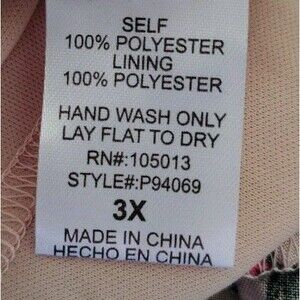 SELF
100% POLYESTER
LINING
100% POLYESTER
HAND WASH ONLY
LAY FLAT TO DRY
RN#:105013
STYLE#:P94069
3X
MADE IN CHINA
HECHO EN CHINA